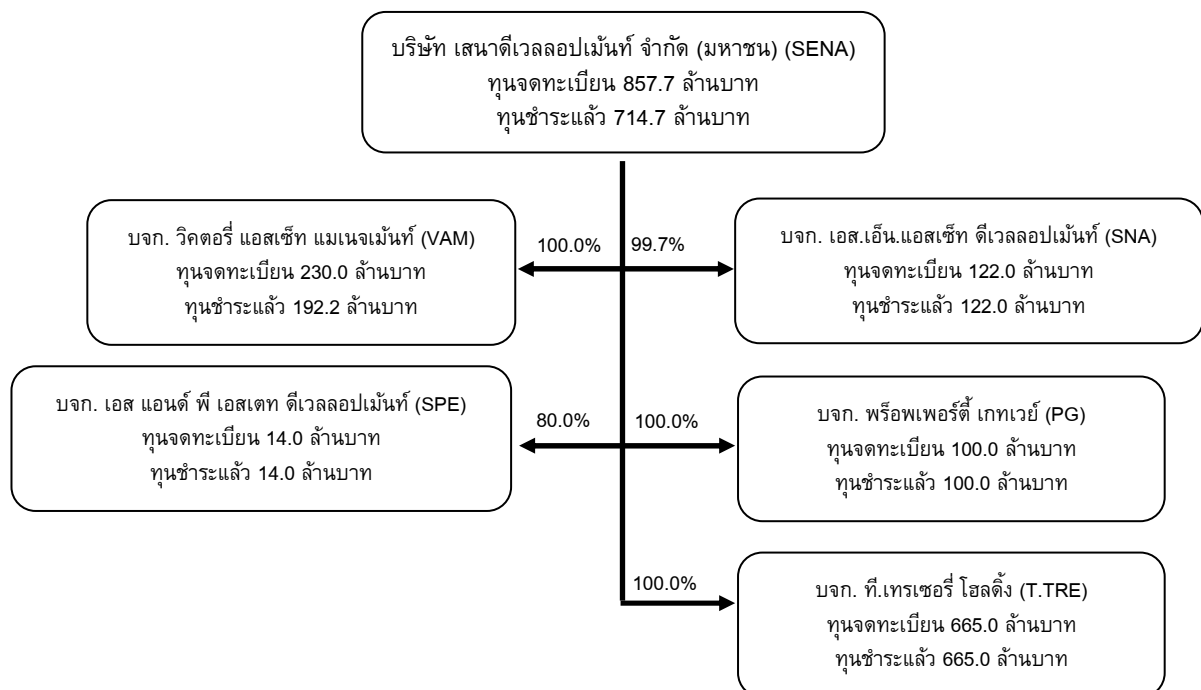 บริษัท เสนาดีเวลลอปเม้นท์ จำกัด (มหาชน) (SENA)
ทุนจดทะเบียน 857.7 ล้านบาท
ทุนชำระแล้ว 714.7 ล้านบาท
บจก. วิคตอรี่ แอสเซ็ท แมเนจเม้นท์ (VAM)
ทุนจดทะเบียน 230.0 ล้านบาท
ทุนชำระแล้ว 192.2 ล้านบาท
100.0%
99.7%
บจก. เอส.เอ็น.แอสเซ็ท ดีเวลลอปเม้นท์ (SNA)
ทุนจดทะเบียน 122.0 ล้านบาท
ทุนชำระแล้ว 122.0 ล้านบาท
บจก. เอส แอนด์ พี เอสเตท ดีเวลลอปเม้นท์ (SPE)
ทุนจดทะเบียน 14.0 ล้านบาท
ทุนชำระแล้ว 14.0 ล้านบาท
80.0%
100.0%
บจก. พร็อพเพอร์ตี้ เกทเวย์ (PG)
ทุนจดทะเบียน 100.0 ล้านบาท
ทุนชำระแล้ว 100.0 ล้านบาท
100.0%
บจก. ที.เทรเซอรี่ โฮลดิ้ง (T.TRE)
ทุนจดทะเบียน 665.0 ล้านบาท
ทุนชำระแล้ว 665.0 ล้านบาท